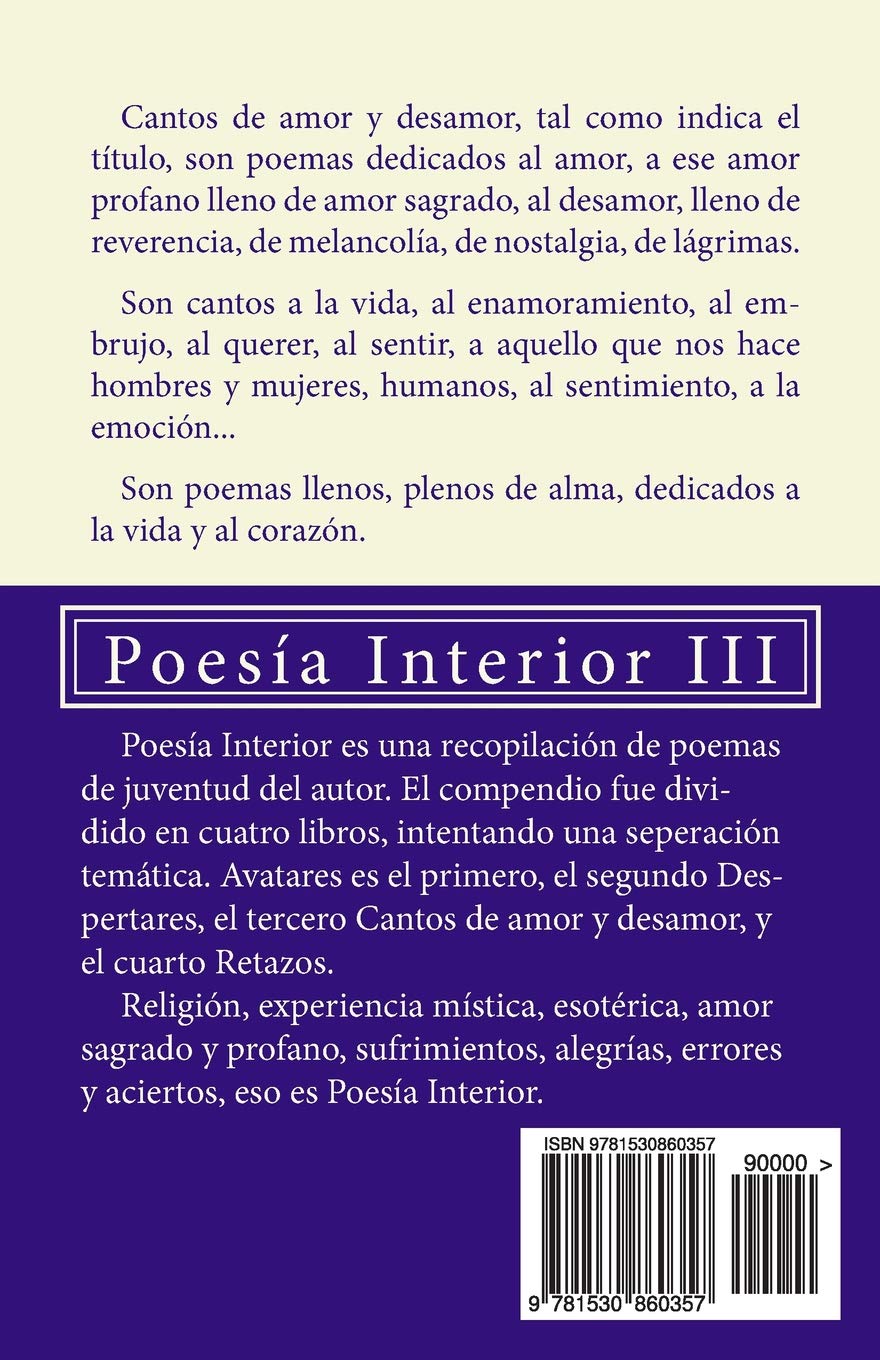 Cantos de amor y desamor, tal como indica el
título, son poemas dedicados al amor, a ese amor
profano lleno de amor sagrado, al desamor, lleno de
reverencia, de melancolía, de nostalgia, de lágrimas.
Son cantos a la vida, al enamoramiento, al em-
brujo, al querer, al sentir, a aquello que nos hace
hombres y mujeres, humanos, al sentimiento, a la
emoción...
Son poemas llenos, plenos de alma, dedicados a
la vida y al corazón.
Poesía Interior III
Poesía Interior es una recopilación de poemas
de juventud del autor. El compendio fue divi-
dido en cuatro libros, intentando una seperación
temática. Avatares es el primero, el segundo Des-
pertares, el tercero Cantos de amor y desamor, y
el cuarto Retazos.
Religión, experiencia mística, esotérica, amor
sagrado y profano, sufrimientos, alegrías, errores
y aciertos, eso es Poesía Interior.
ISBN 9781530860357
90000 >
9 781530 860357